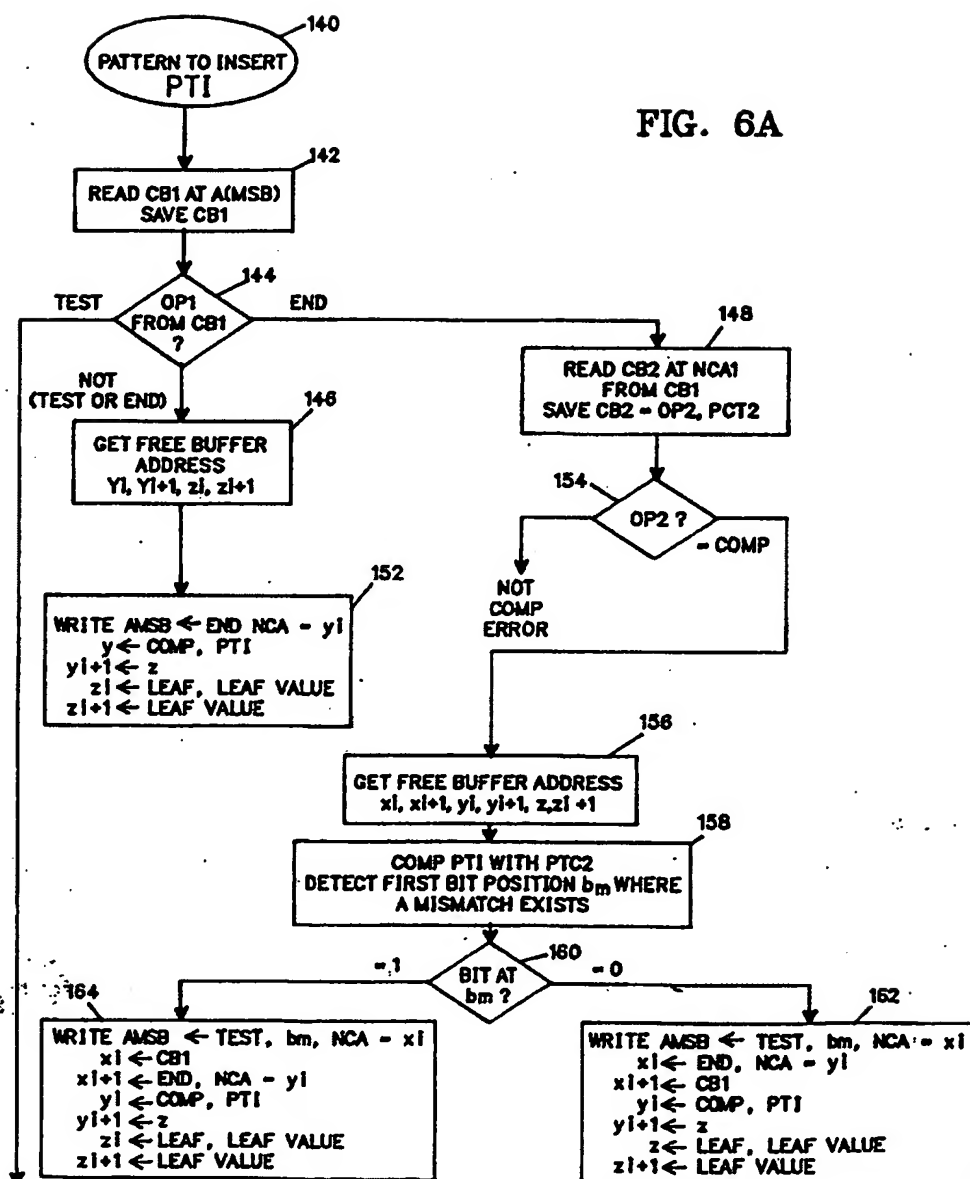 140
PATTERN TO INSERT
PTI
FIG. 6A
142
READ CB1 AT A(MSB)
SAVE CB1
144
TEST
OP1
FROM CB1
?
END
NOT
(TEST OR END)
146
GET FREE BUFFER
ADDRESS
Yi, Yi+1, zi, zi+1
148
READ CB2 AT NCA1
FROM CB1
SAVE CB2 = OP2, PCT2
154
OP2 ?
= COMP
NOT
COMP
ERROR
152
WRITE AMSB ← END NCA = yi
y ← COMP, PTI
yi+1 ← z
zi ← LEAF, LEAF VALUE
zi+1 ← LEAF VALUE
156
GET FREE BUFFER ADDRESS
xi, xi+1, yi, yi+1, z,zi +1
158
COMP PTI WITH PTC2
DETECT FIRST BIT POSITION bm WHERE
A MISMATCH EXISTS
160
BIT AT
bm ?
= 1
= 0
164
WRITE AMSB ← TEST, bm, NCA = xi
xi ← CB1
xi+1 ← END, NCA = yi
yi ← COMP, PTI
yi+1 ← z
zi ← LEAF, LEAF VALUE
zi+1 ← LEAF VALUE
162
WRITE AMSB ← TEST, bm, NCA = xi
xi ← END, NCA = yi
xi+1 ← CB1
yi ← COMP, PTI
yi+1 ← z
z ← LEAF, LEAF VALUE
zi+1 ← LEAF VALUE